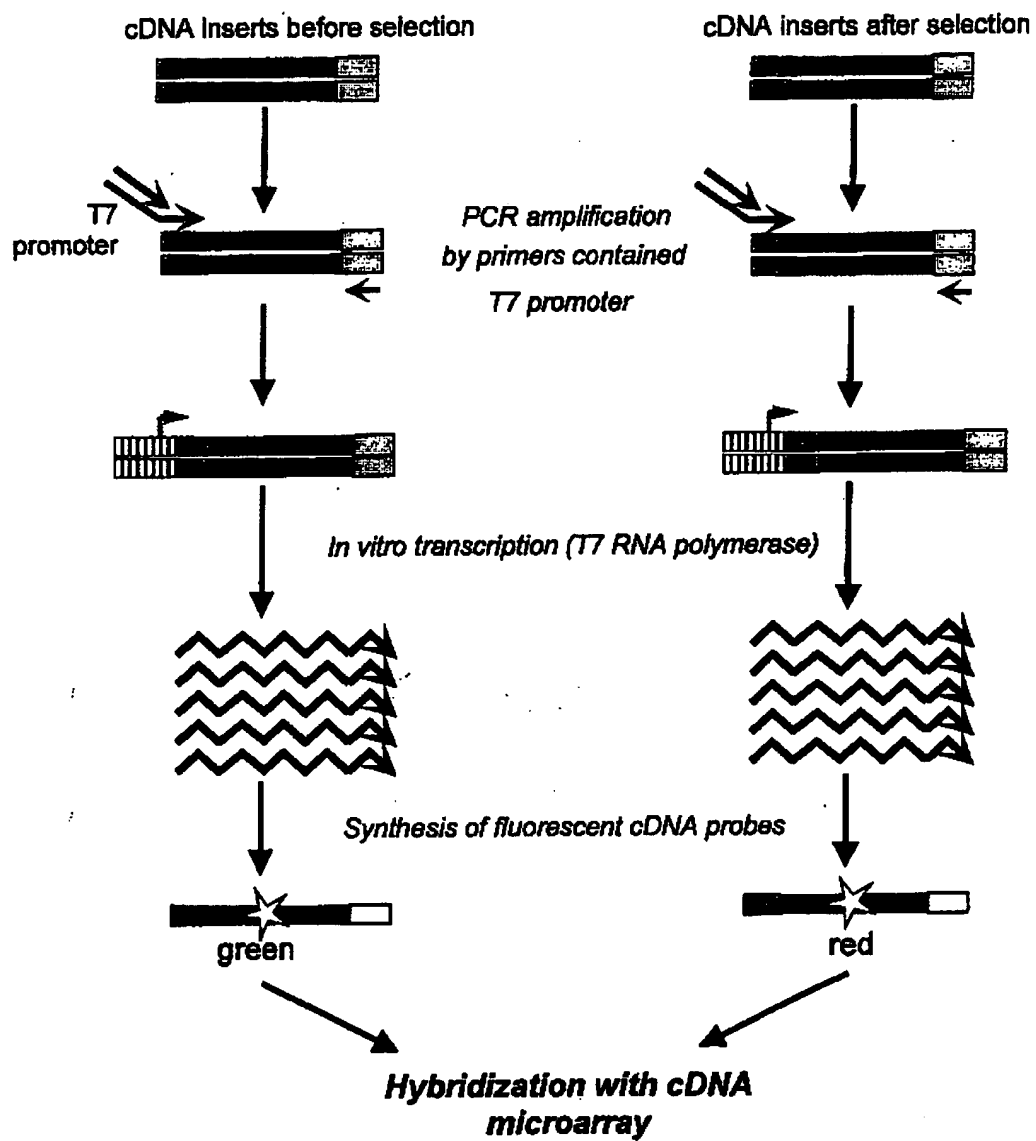 cDNA Inserts before selection
cDNA inserts after selection
T7
promoter
PCR amplification
by primers contained
T7 promoter
In vitro transcription (T7 RNA polymerase)
Synthesis of fluorescent cDNA probes
green
red
Hybridization with cDNA
microarray